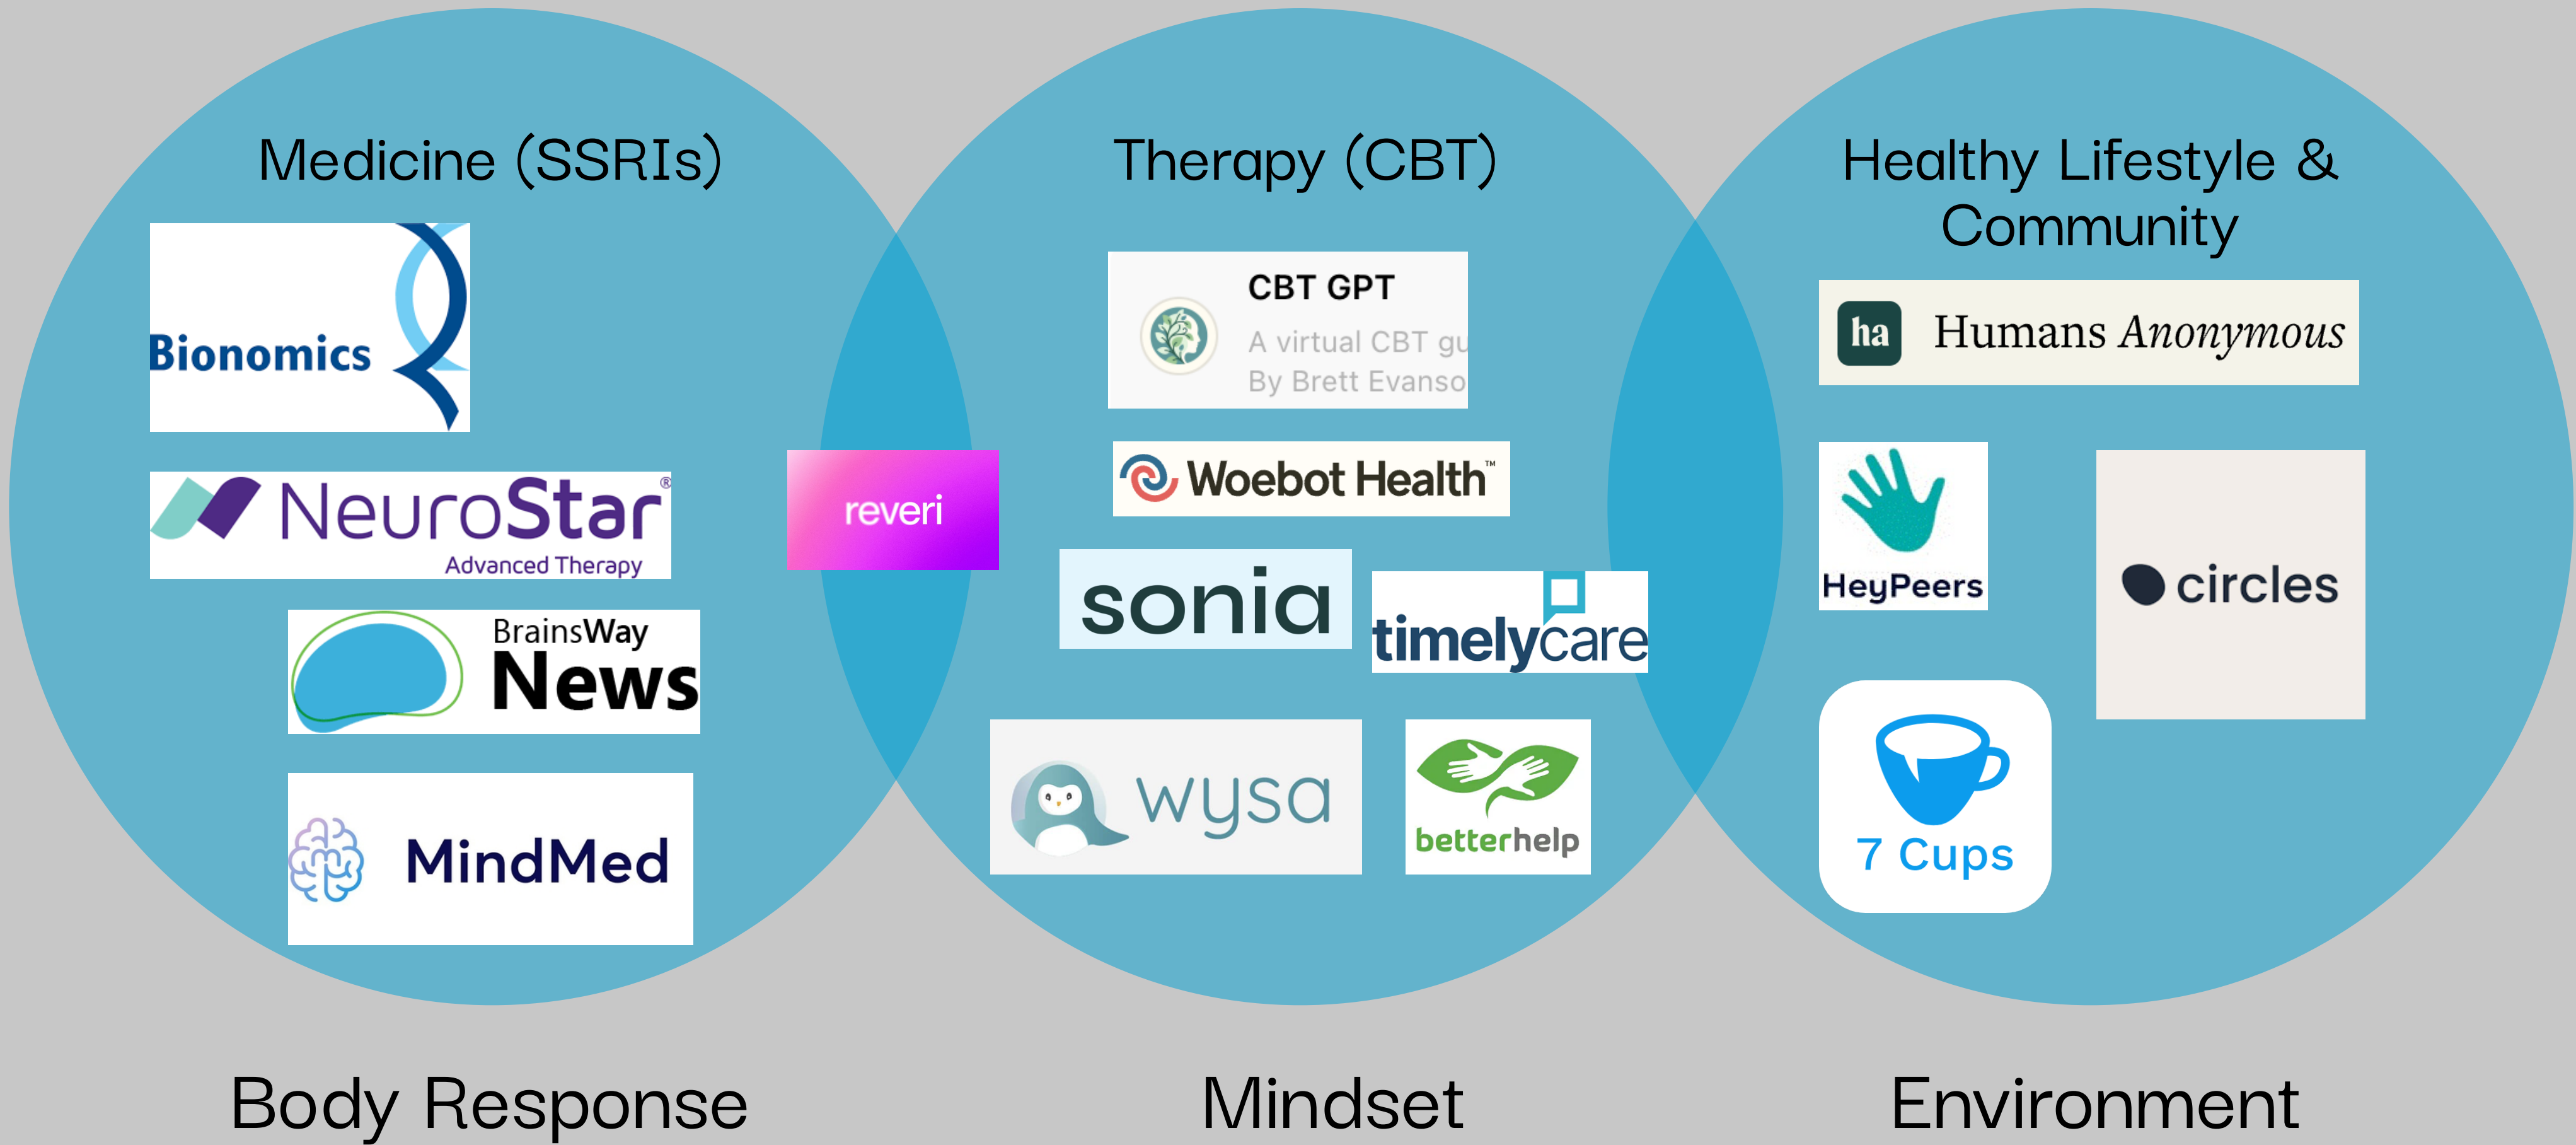 Medicine (SSRIs)
Bionomics
NeuroStar®
Advanced Therapy
BrainsWay
News
MindMed
reveri
Therapy (CBT)
CBT GPT
A virtual CBT gu
By Brett Evanso
Woebot Health™
sonia
timelycare
wysa
betterhelp
Healthy Lifestyle &
Community
ha Humans Anonymous
HeyPeers
circles
7 Cups
Body Response
Mindset
Environment